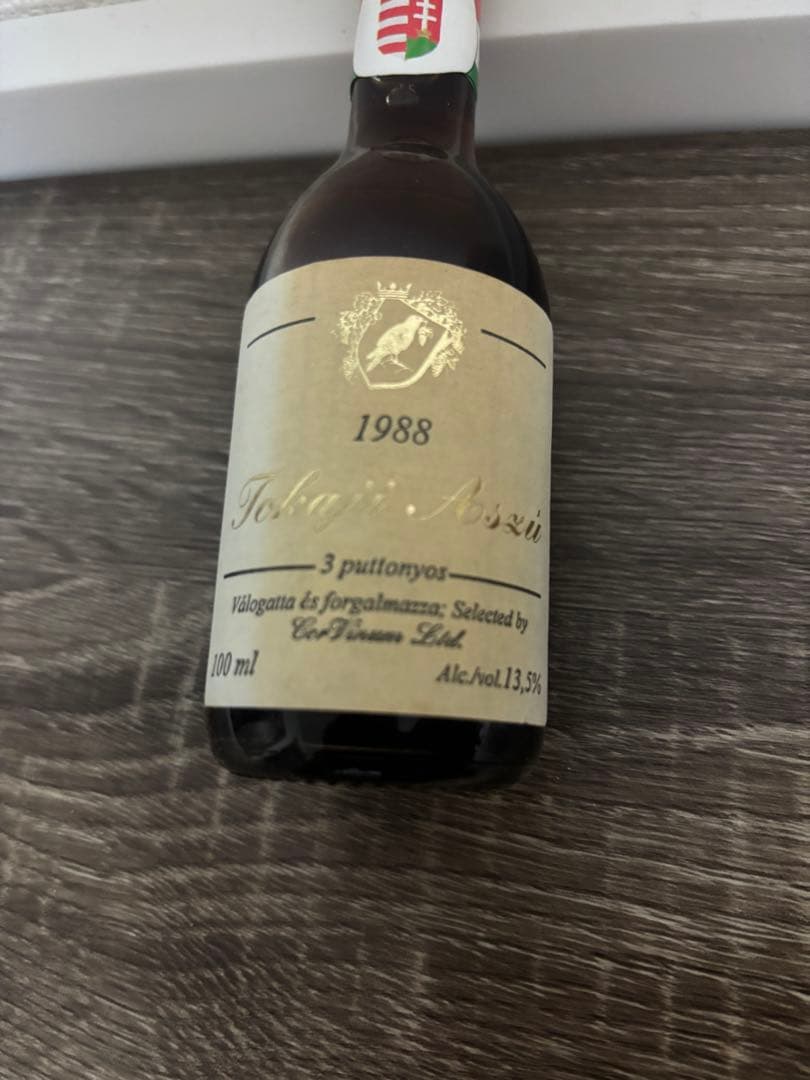 1988
Tokaji Aszú
3 puttonyos
Válogatta és forgalmazza; Selected by
CorVinum Ltd.
100 ml
Alc./vol.13,5%